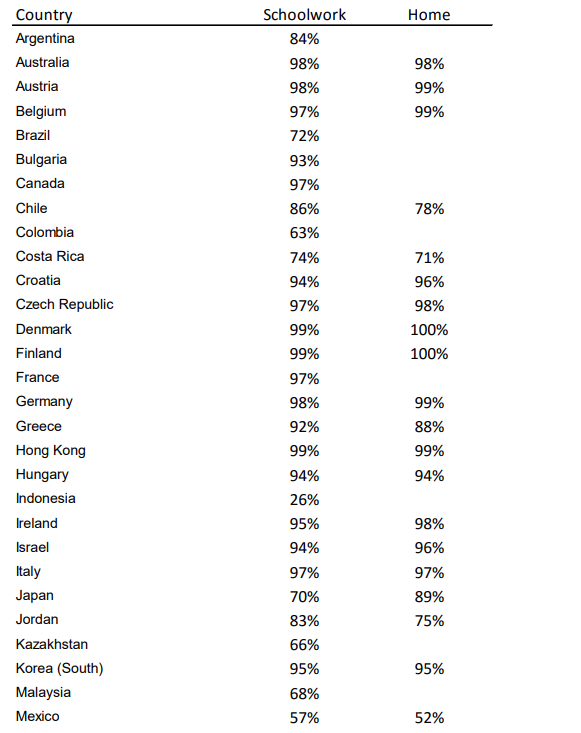 Country Schoolwork Home
Argentina 84%
Australia 98% 98%
Austria 98% 99%
Belgium 97% 99%
Brazil 72%
Bulgaria 93%
Canada 97%
Chile 86% 78%
Colombia 63%
Costa Rica 74% 71%
Croatia 94% 96%
Czech Republic 97% 98%
Denmark 99% 100%
Finland 99% 100%
France 97%
Germany 98% 99%
Greece 92% 88%
Hong Kong 99% 99%
Hungary 94% 94%
Indonesia 26%
Ireland 95% 98%
Israel 94% 96%
Italy 97% 97%
Japan 70% 89%
Jordan 83% 75%
Kazakhstan 66%
Korea (South) 95% 95%
Malaysia 68%
Mexico 57% 52%